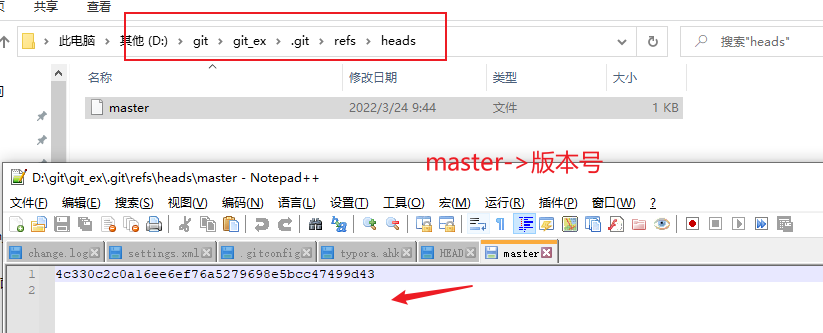 文件 共享 查看
此电脑 > 其他 (D:) > git > git_ex > .git > refs > heads
搜索"heads"
名称 修改日期 类型 大小
master 2022/3/24 9:44 文件 1 KB
master->版本号
D:\git\git_ex\.git\refs\heads\master - Notepad++
文件(F) 编辑(E) 搜索(S) 视图(V) 编码(N) 语言(L) 设置(T) 工具(O) 宏(M) 运行(R) 插件(P) 窗口(W) ?
change.log settings.xml .gitconfig typora.ahk HEAD master
1 4c330c2c0a16ee6ef76a5279698e5bcc47499d43
2